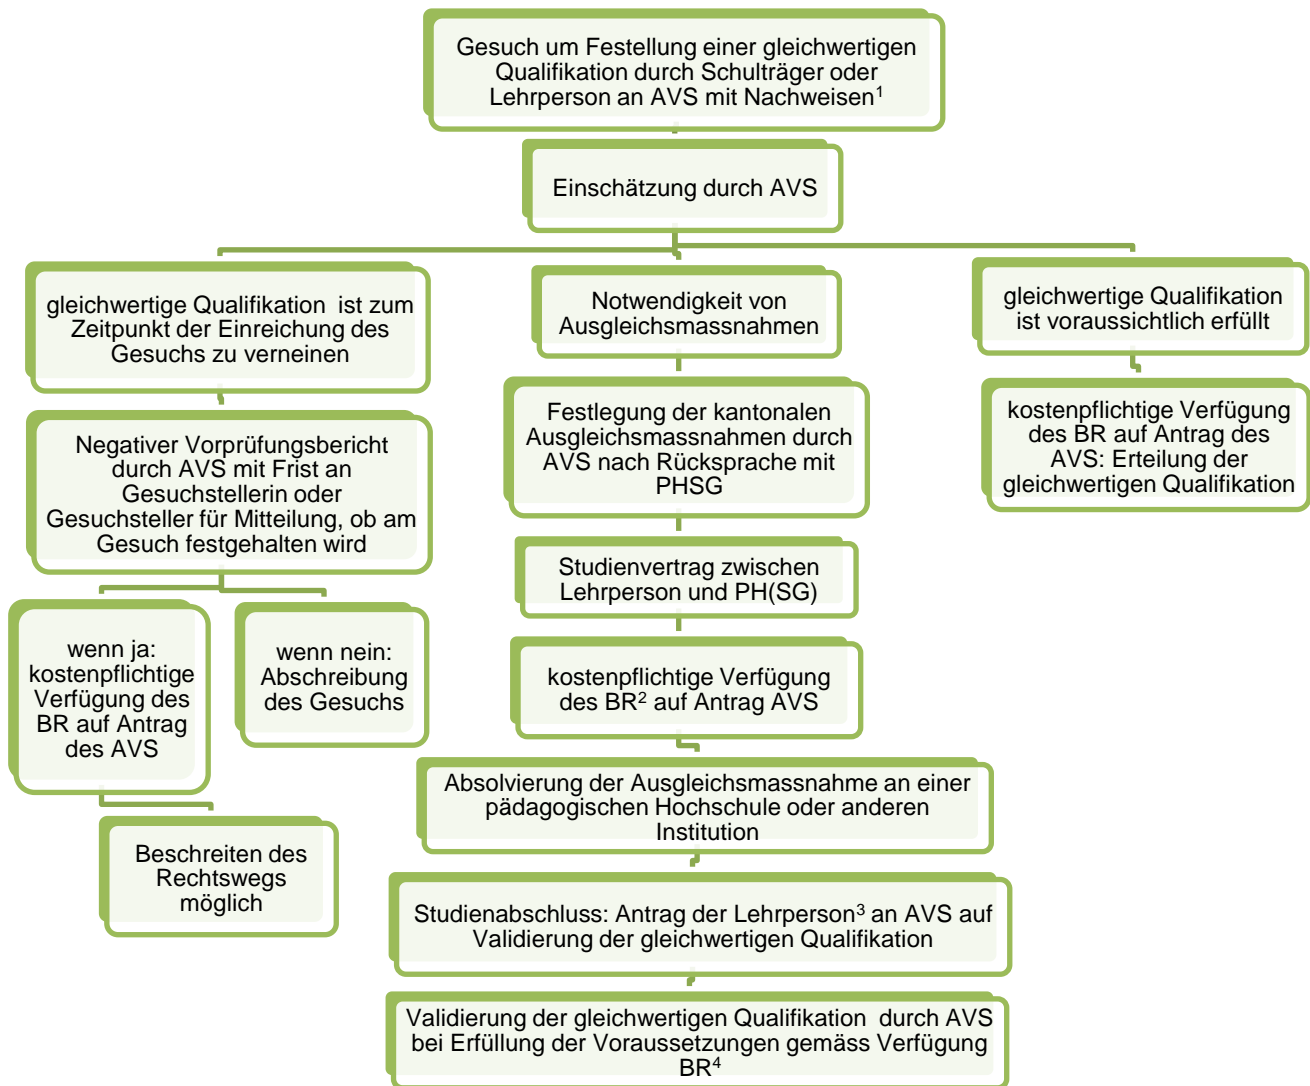 Gesuch um Festellung einer gleichwertigen
Qualifikation durch Schulträger oder
Lehrperson an AVS mit Nachweisen¹
Einschätzung durch AVS
gleichwertige Qualifikation ist zum
Zeitpunkt der Einreichung des
Gesuchs zu verneinen
Negativer Vorprüfungsbericht
durch AVS mit Frist an
Gesuchstellerin oder
Gesuchsteller für Mitteilung, ob am
Gesuch festgehalten wird
wenn ja:
kostenpflichtige
Verfügung des
BR auf Antrag
des AVS
Beschreiten des
Rechtswegs
möglich
wenn nein:
Abschreibung
des Gesuchs
Notwendigkeit von
Ausgleichsmassnahmen
Festlegung der kantonalen
Ausgleichsmassnahmen durch
AVS nach Rücksprache mit
PHSG
Studienvertrag zwischen
Lehrperson und PH(SG)
kostenpflichtige Verfügung
des BR² auf Antrag AVS
Absolvierung der Ausgleichsmassnahme an einer
pädagogischen Hochschule oder anderen
Institution
Studienabschluss: Antrag der Lehrperson³ an AVS auf
Validierung der gleichwertigen Qualifikation
Validierung der gleichwertigen Qualifikation durch AVS
bei Erfüllung der Voraussetzungen gemäss Verfügung
BR⁴
gleichwertige Qualifikation
ist voraussichtlich erfüllt
kostenpflichtige Verfügung
des BR auf Antrag des
AVS: Erteilung der
gleichwertigen Qualifikation